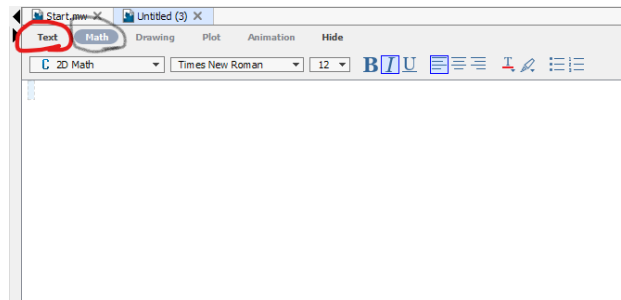 Start.mw Untitled (3)
Text Math Drawing Plot Animation Hide
C 2D Math Times New Roman 12 B I U